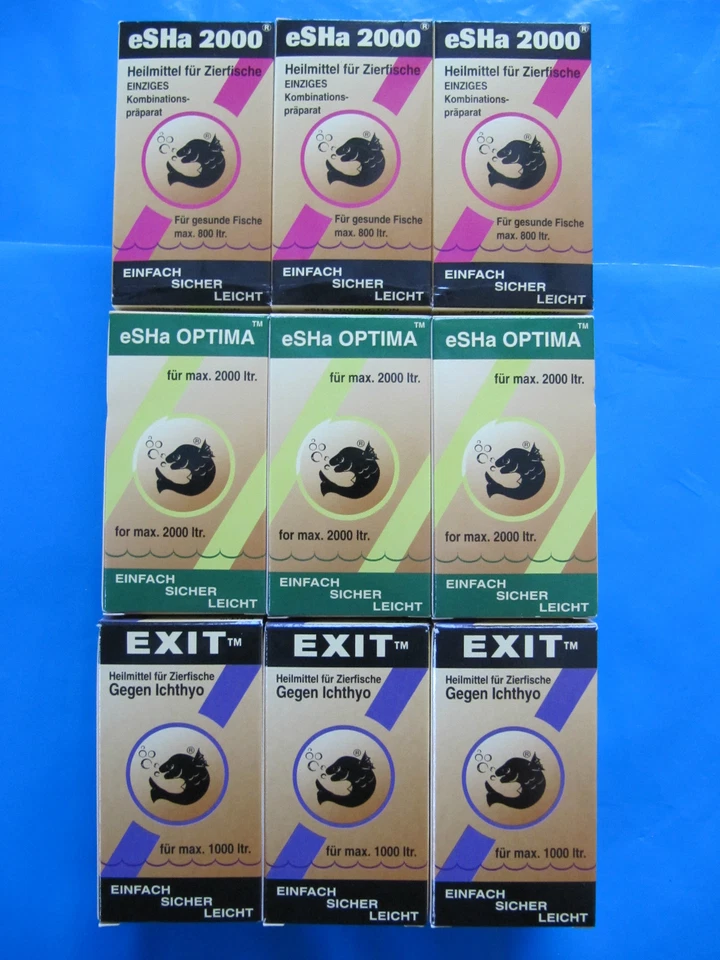 eSHa 2000®
Heilmittel für Zierfische
EINZIGES
Kombinations-
präparat
®
Für gesunde Fische
max. 800 ltr.
EINFACH
SICHER
LEICHT
eSHa 2000®
Heilmittel für Zierfische
EINZIGES
Kombinations-
präparat
®
Für gesunde Fische
max. 800 ltr.
EINFACH
SICHER
LEICHT
eSHa 2000®
Heilmittel für Zierfische
EINZIGES
Kombinations-
präparat
®
Für gesunde Fische
max. 800 ltr.
EINFACH
SICHER
LEICHT
eSHa OPTIMA™
für max. 2000 ltr.
®
for max. 2000 ltr.
EINFACH
SICHER
LEICHT
eSHa OPTIMA™
für max. 2000 ltr.
®
for max. 2000 ltr.
EINFACH
SICHER
LEICHT
eSHa OPTIMA™
für max. 2000 ltr.
®
for max. 2000 ltr.
EINFACH
SICHER
LEICHT
EXIT™
Heilmittel für Zierfische
Gegen Ichthyo
®
für max. 1000 ltr.
EINFACH
SICHER
LEICHT
EXIT™
Heilmittel für Zierfische
Gegen Ichthyo
®
für max. 1000 ltr.
EINFACH
SICHER
LEICHT
EXIT™
Heilmittel für Zierfische
Gegen Ichthyo
®
für max. 1000 ltr.
EINFACH
SICHER
LEICHT